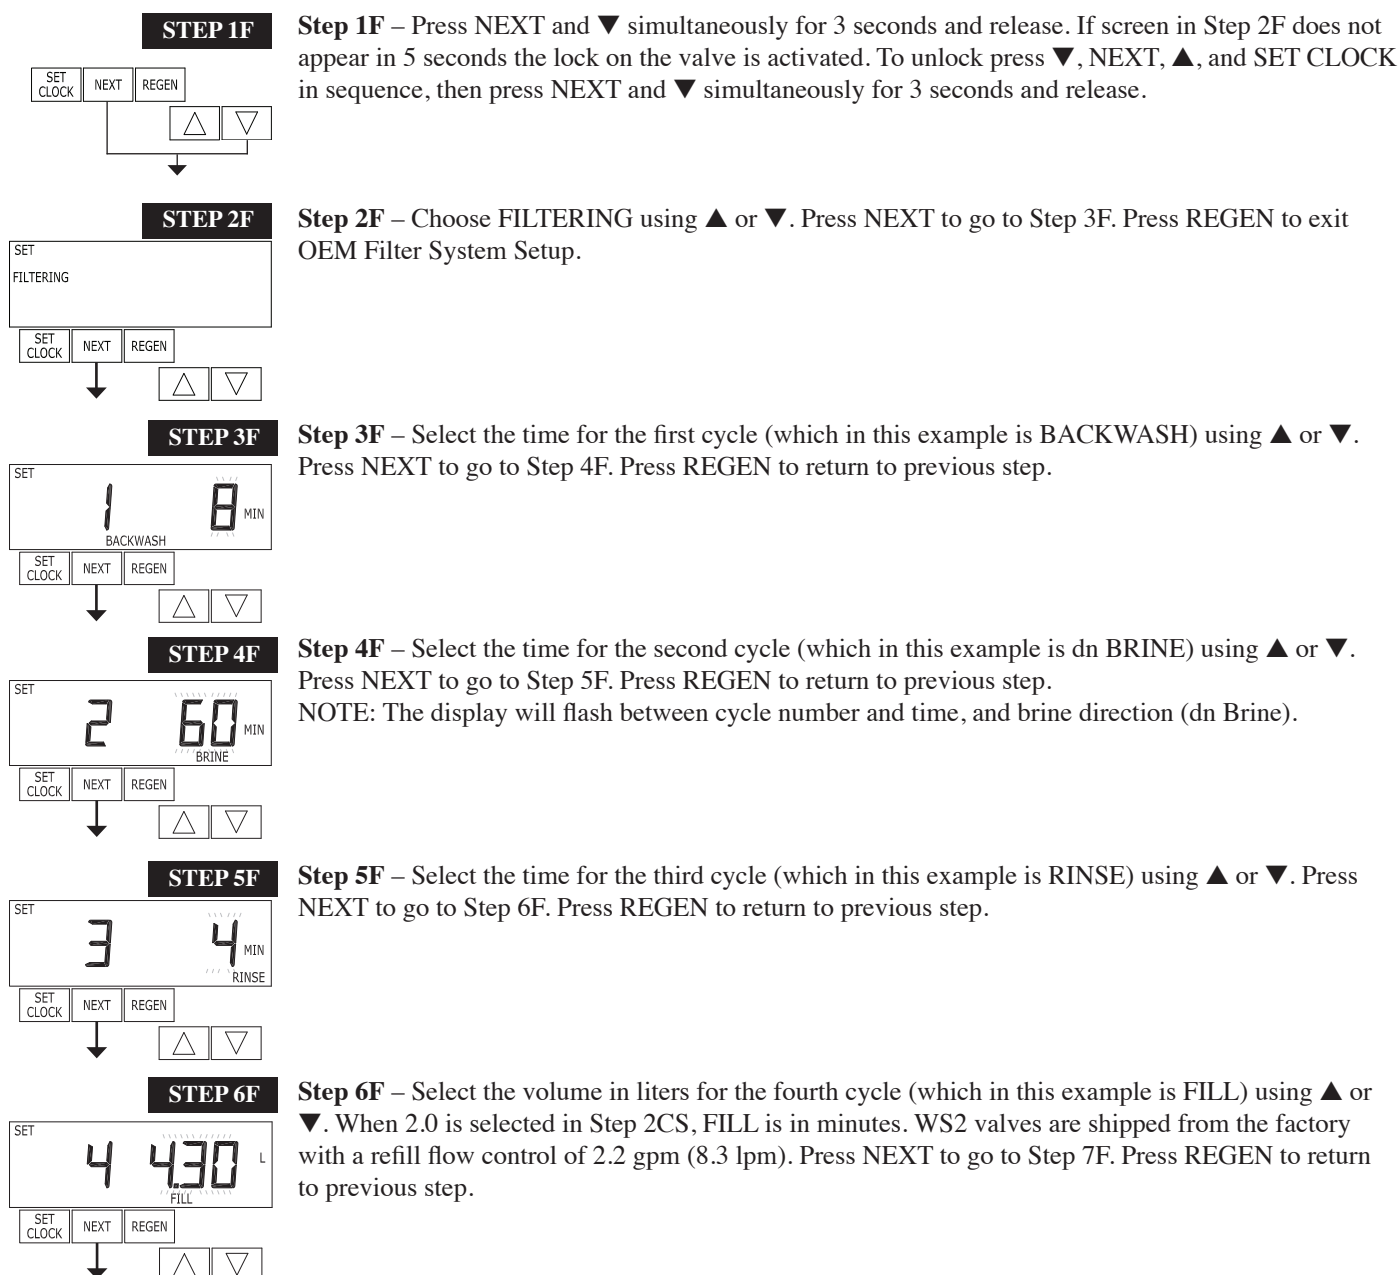 STEP 1F
Step 1F – Press NEXT and ▼ simultaneously for 3 seconds and release. If screen in Step 2F does not
appear in 5 seconds the lock on the valve is activated. To unlock press ▼, NEXT, ▲, and SET CLOCK
in sequence, then press NEXT and ▼ simultaneously for 3 seconds and release.
SET
CLOCK
NEXT
REGEN
STEP 2F
Step 2F – Choose FILTERING using ▲ or ▼. Press NEXT to go to Step 3F. Press REGEN to exit
OEM Filter System Setup.
SET
FILTERING
SET
CLOCK
NEXT
REGEN
STEP 3F
Step 3F – Select the time for the first cycle (which in this example is BACKWASH) using ▲ or ▼.
Press NEXT to go to Step 4F. Press REGEN to return to previous step.
SET
1 8 MIN
BACKWASH
SET
CLOCK
NEXT
REGEN
STEP 4F
Step 4F – Select the time for the second cycle (which in this example is dn BRINE) using ▲ or ▼.
Press NEXT to go to Step 5F. Press REGEN to return to previous step.
NOTE: The display will flash between cycle number and time, and brine direction (dn Brine).
SET
2 60 MIN
BRINE
SET
CLOCK
NEXT
REGEN
STEP 5F
Step 5F – Select the time for the third cycle (which in this example is RINSE) using ▲ or ▼. Press
NEXT to go to Step 6F. Press REGEN to return to previous step.
SET
3 4 MIN
RINSE
SET
CLOCK
NEXT
REGEN
STEP 6F
Step 6F – Select the volume in liters for the fourth cycle (which in this example is FILL) using ▲ or
▼. When 2.0 is selected in Step 2CS, FILL is in minutes. WS2 valves are shipped from the factory
with a refill flow control of 2.2 gpm (8.3 lpm). Press NEXT to go to Step 7F. Press REGEN to return
to previous step.
SET
4 4.30 L
FILL
SET
CLOCK
NEXT
REGEN